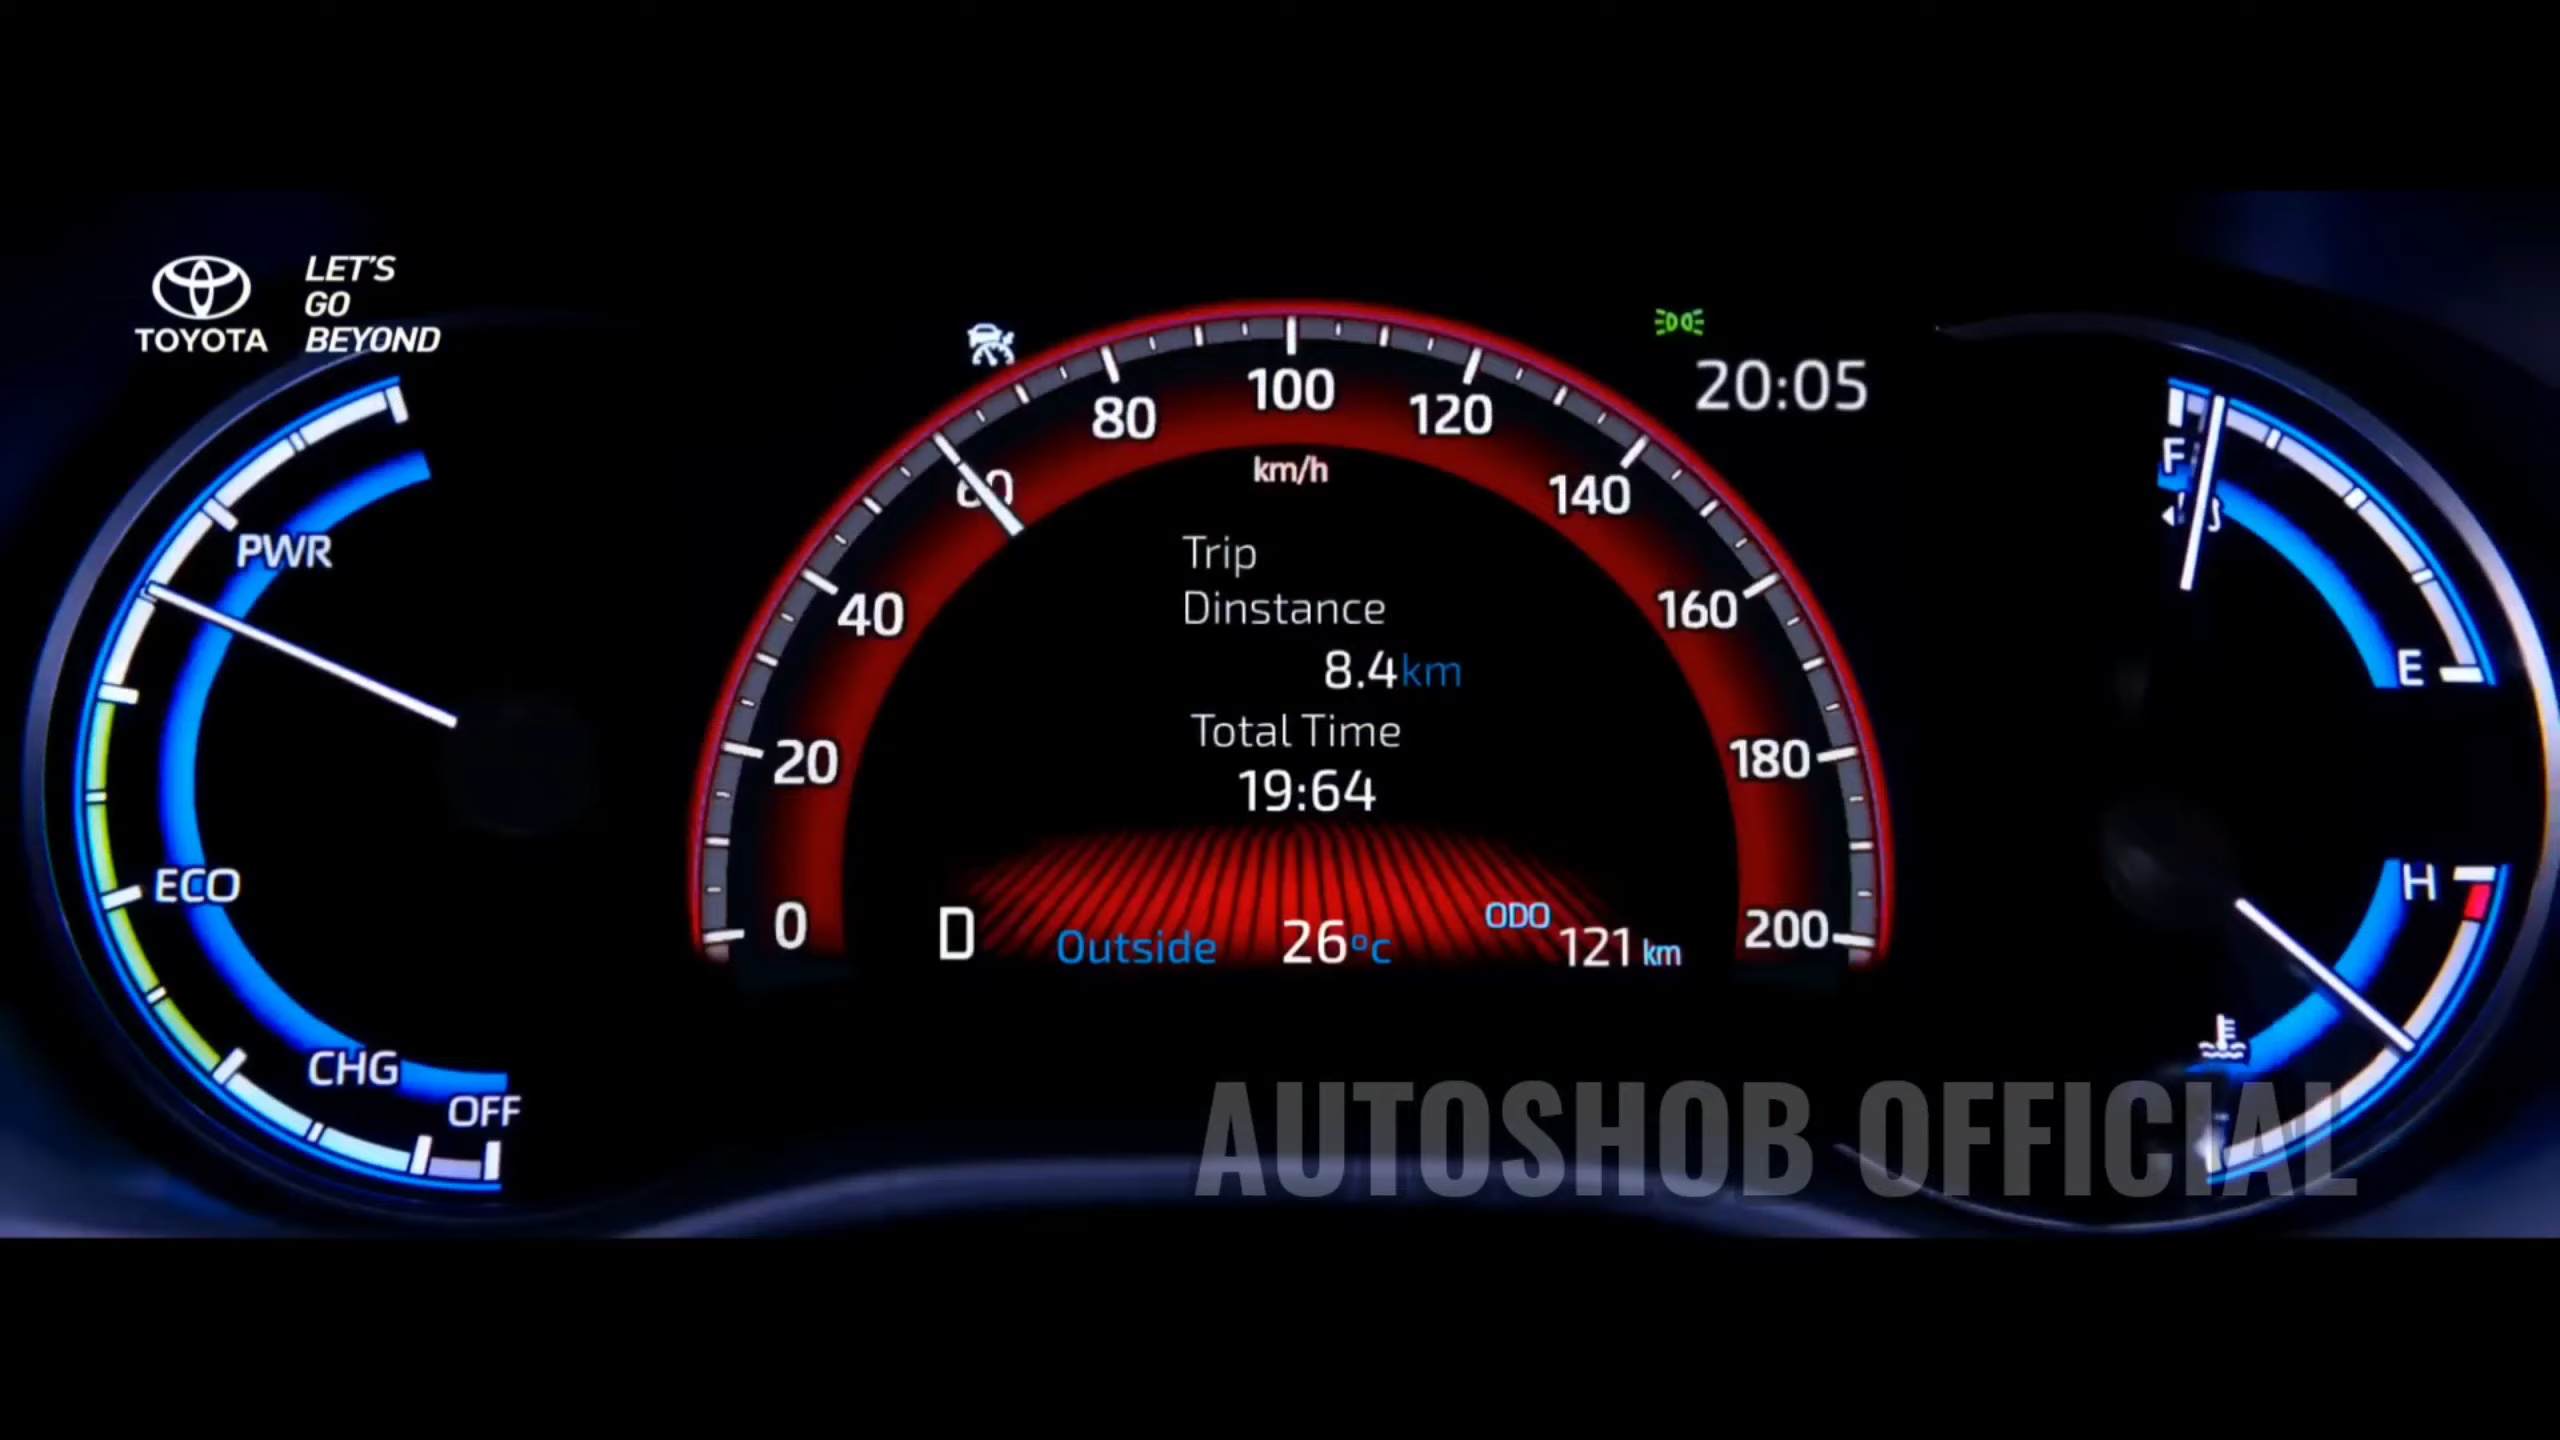 TOYOTA
LET'S
GO
BEYOND
20:05
PWR
ECO
CHG
OFF
0
20
40
60
80
100
120
140
160
180
200
km/h
Trip
Dinstance
8.4km
Total Time
19:64
D
Outside 26°c
ODO
121 km
F
E
H
AUTOSHOB OFFICIAL